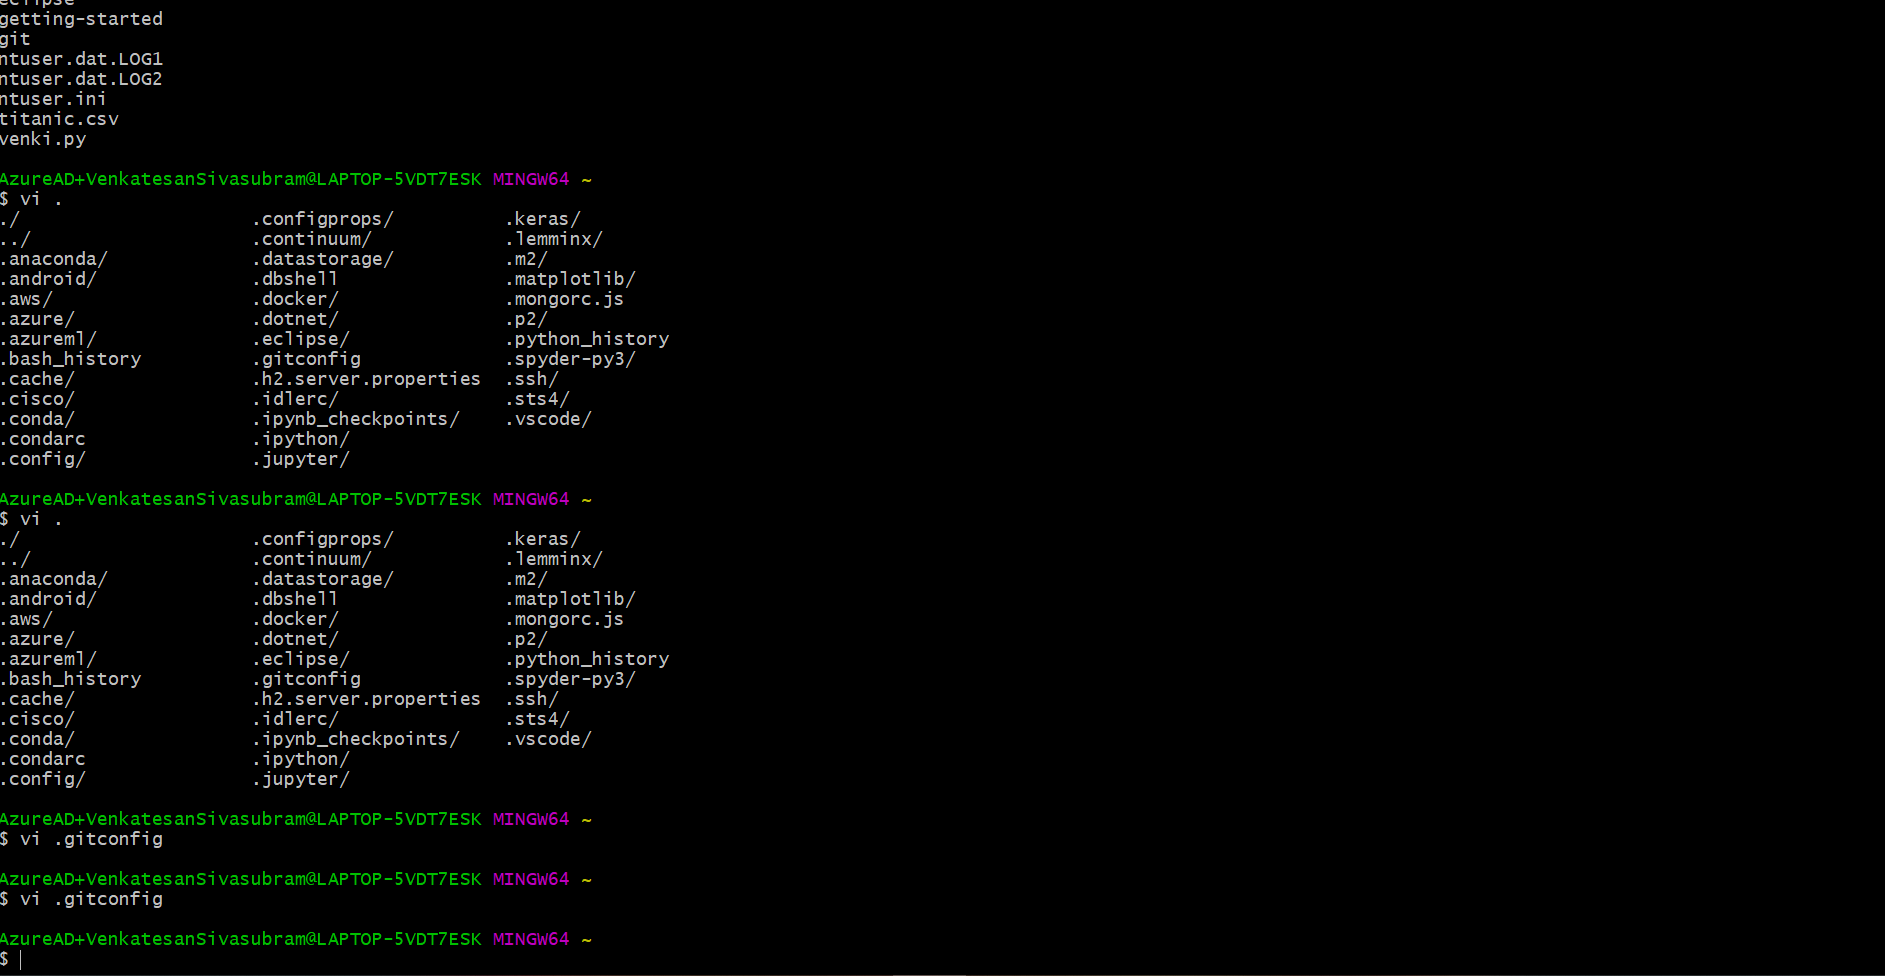 eclipse
getting-started
git
ntuser.dat.LOG1
ntuser.dat.LOG2
ntuser.ini
titanic.csv
venki.py
AzureAD+VenkatesanSivasubram@LAPTOP-5VDT7ESK MINGW64 ~
$ vi .
./ .configprops/ .keras/
../ .continuum/ .lemminx/
.anaconda/ .datastorage/ .m2/
.android/ .dbshell .matplotlib/
.aws/ .docker/ .mongorc.js
.azure/ .dotnet/ .p2/
.azureml/ .eclipse/ .python_history
.bash_history .gitconfig .spyder-py3/
.cache/ .h2.server.properties .ssh/
.cisco/ .idlerc/ .sts4/
.conda/ .ipynb_checkpoints/ .vscode/
.condarc .ipython/
.config/ .jupyter/
AzureAD+VenkatesanSivasubram@LAPTOP-5VDT7ESK MINGW64 ~
$ vi .
./ .configprops/ .keras/
../ .continuum/ .lemminx/
.anaconda/ .datastorage/ .m2/
.android/ .dbshell .matplotlib/
.aws/ .docker/ .mongorc.js
.azure/ .dotnet/ .p2/
.azureml/ .eclipse/ .python_history
.bash_history .gitconfig .spyder-py3/
.cache/ .h2.server.properties .ssh/
.cisco/ .idlerc/ .sts4/
.conda/ .ipynb_checkpoints/ .vscode/
.condarc .ipython/
.config/ .jupyter/
AzureAD+VenkatesanSivasubram@LAPTOP-5VDT7ESK MINGW64 ~
$ vi .gitconfig
AzureAD+VenkatesanSivasubram@LAPTOP-5VDT7ESK MINGW64 ~
$ vi .gitconfig
AzureAD+VenkatesanSivasubram@LAPTOP-5VDT7ESK MINGW64 ~
$